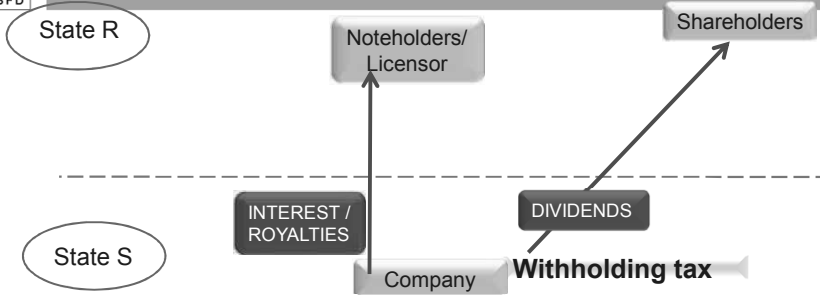 State R
Noteholders/
Licensor
Shareholders
INTEREST /
ROYALTIES
DIVIDENDS
State S
Company
Withholding tax